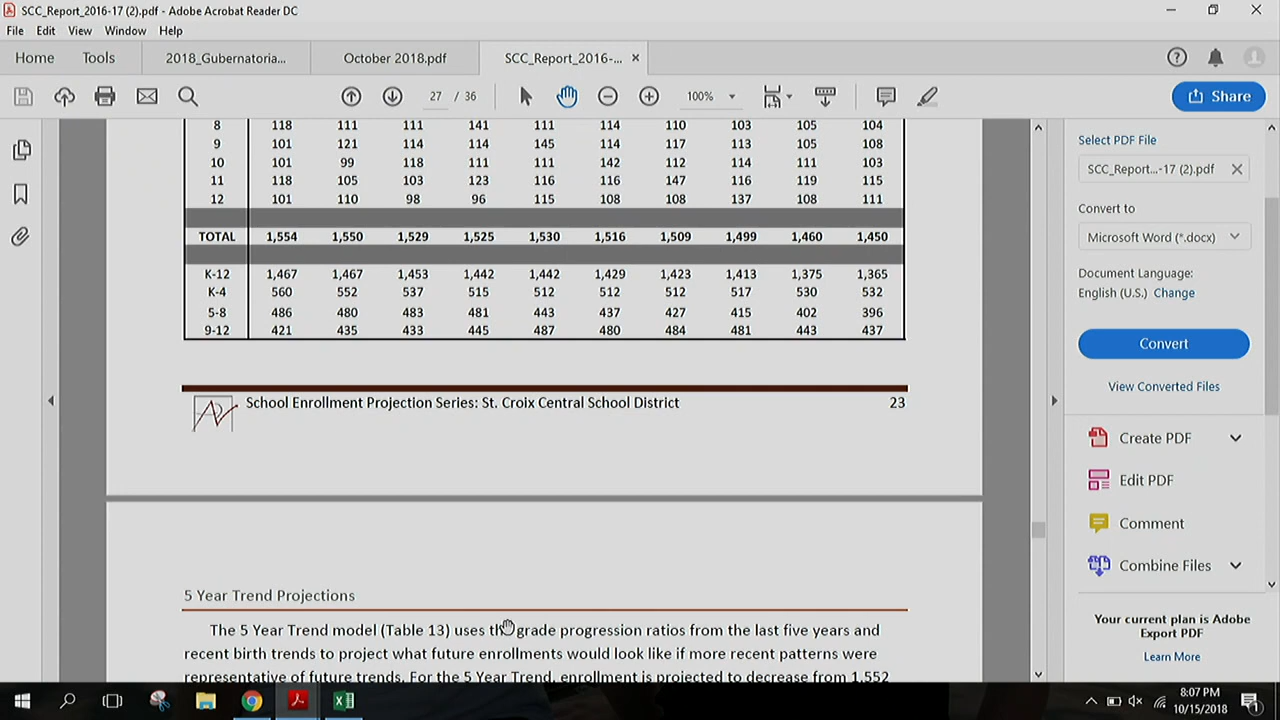 SCC_Report_2016-17 (2).pdf - Adobe Acrobat Reader DC
File Edit View Window Help
Home Tools 2018_Gubernatoria... October 2018.pdf SCC_Report_2016-...
27 / 36 100% Share
8 118 111 111 141 111 114 110 103 105 104
9 101 121 114 114 145 114 117 113 105 108
10 101 99 118 111 111 142 112 114 111 103
11 118 105 103 123 116 116 147 116 119 115
12 101 110 98 96 115 108 108 137 108 111
TOTAL 1,554 1,550 1,529 1,525 1,530 1,516 1,509 1,499 1,460 1,450
K-12 1,467 1,467 1,453 1,442 1,442 1,429 1,423 1,413 1,375 1,365
K-4 560 552 537 515 512 512 512 517 530 532
5-8 486 480 483 481 443 437 427 415 402 396
9-12 421 435 433 445 487 480 484 481 443 437
School Enrollment Projection Series: St. Croix Central School District 23
5 Year Trend Projections
The 5 Year Trend model (Table 13) uses the grade progression ratios from the last five years and
recent birth trends to project what future enrollments would look like if more recent patterns were
representative of future trends. For the 5 Year Trend, enrollment is projected to decrease from 1,552
Select PDF File
SCC_Report...-17 (2).pdf
Convert to
Microsoft Word (*.docx)
Document Language:
English (U.S.) Change
Convert
View Converted Files
Create PDF
Edit PDF
Comment
Combine Files
Your current plan is Adobe
Export PDF
Learn More
8:07 PM
10/15/2018